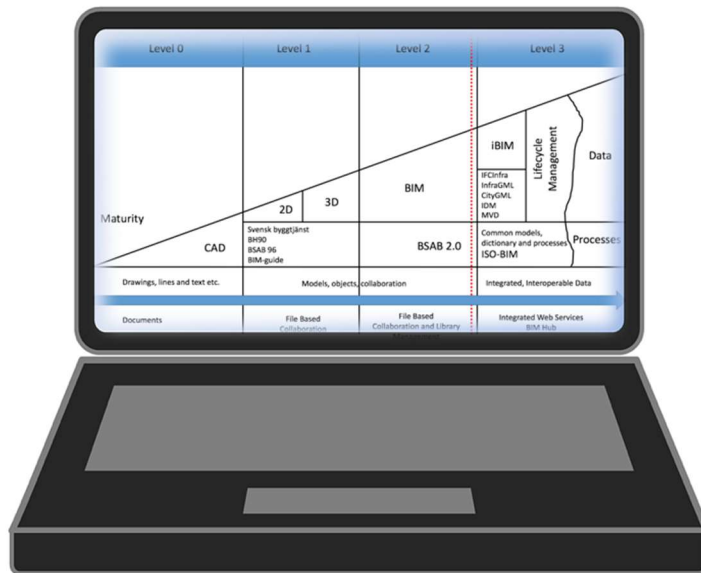 Level 0
Level 1
Level 2
Level 3
Maturity
CAD
2D
3D
BIM
iBIM
Lifecycle
Management
Data
IFCInfra
InfraGML
CityGML
IDM
MVD
Svensk byggtjänst
BH90
BSAB 96
BIM-guide
BSAB 2.0
Common models,
dictionary and processes
ISO-BIM
Processes
Drawings, lines and text etc.
Models, objects, collaboration
Integrated, Interoperable Data
Documents
File Based
Collaboration
File Based
Collaboration and Library
Management
Integrated Web Services
BIM Hub